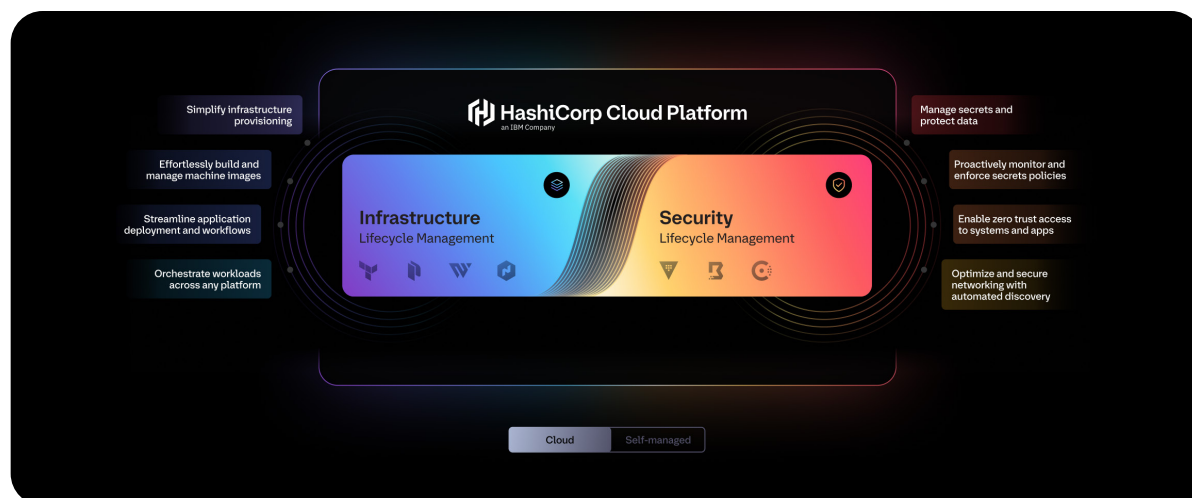 HashiCorp Cloud Platform
an IBM Company
Simplify infrastructure
provisioning
Effortlessly build and
manage machine images
Streamline application
deployment and workflows
Orchestrate workloads
across any platform
Infrastructure
Lifecycle Management
Security
Lifecycle Management
Manage secrets and
protect data
Proactively monitor and
enforce secrets policies
Enable zero trust access
to systems and apps
Optimize and secure
networking with
automated discovery
Cloud
Self-managed